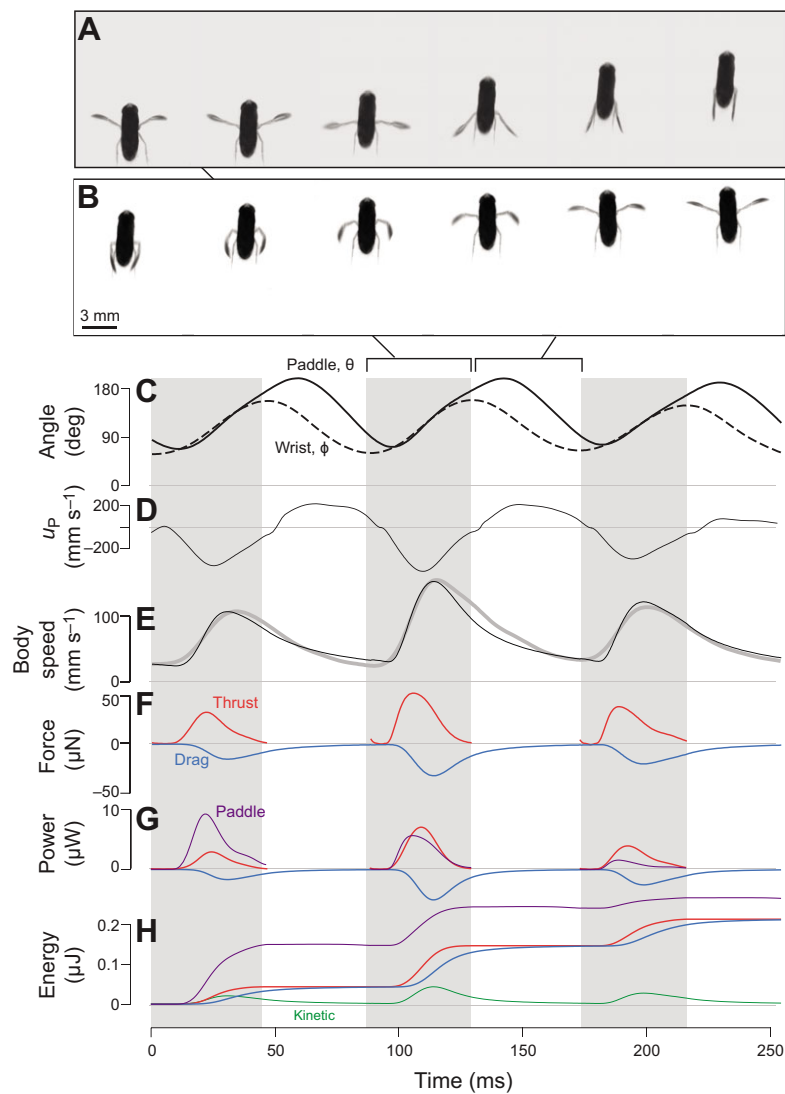 A
B
3 mm
Paddle, θ
C
180
90
0
Angle
(deg)
Wrist, ϕ
D
200
−200
uP
(mm s−1)
E
100
0
Body
speed
(mm s−1)
F
50
0
−50
Force
(µN)
Thrust
Drag
G
10
0
Power
(µW)
Paddle
H
0.2
0.1
0
Energy
(µJ)
Kinetic
0 50 100 150 200 250
Time (ms)